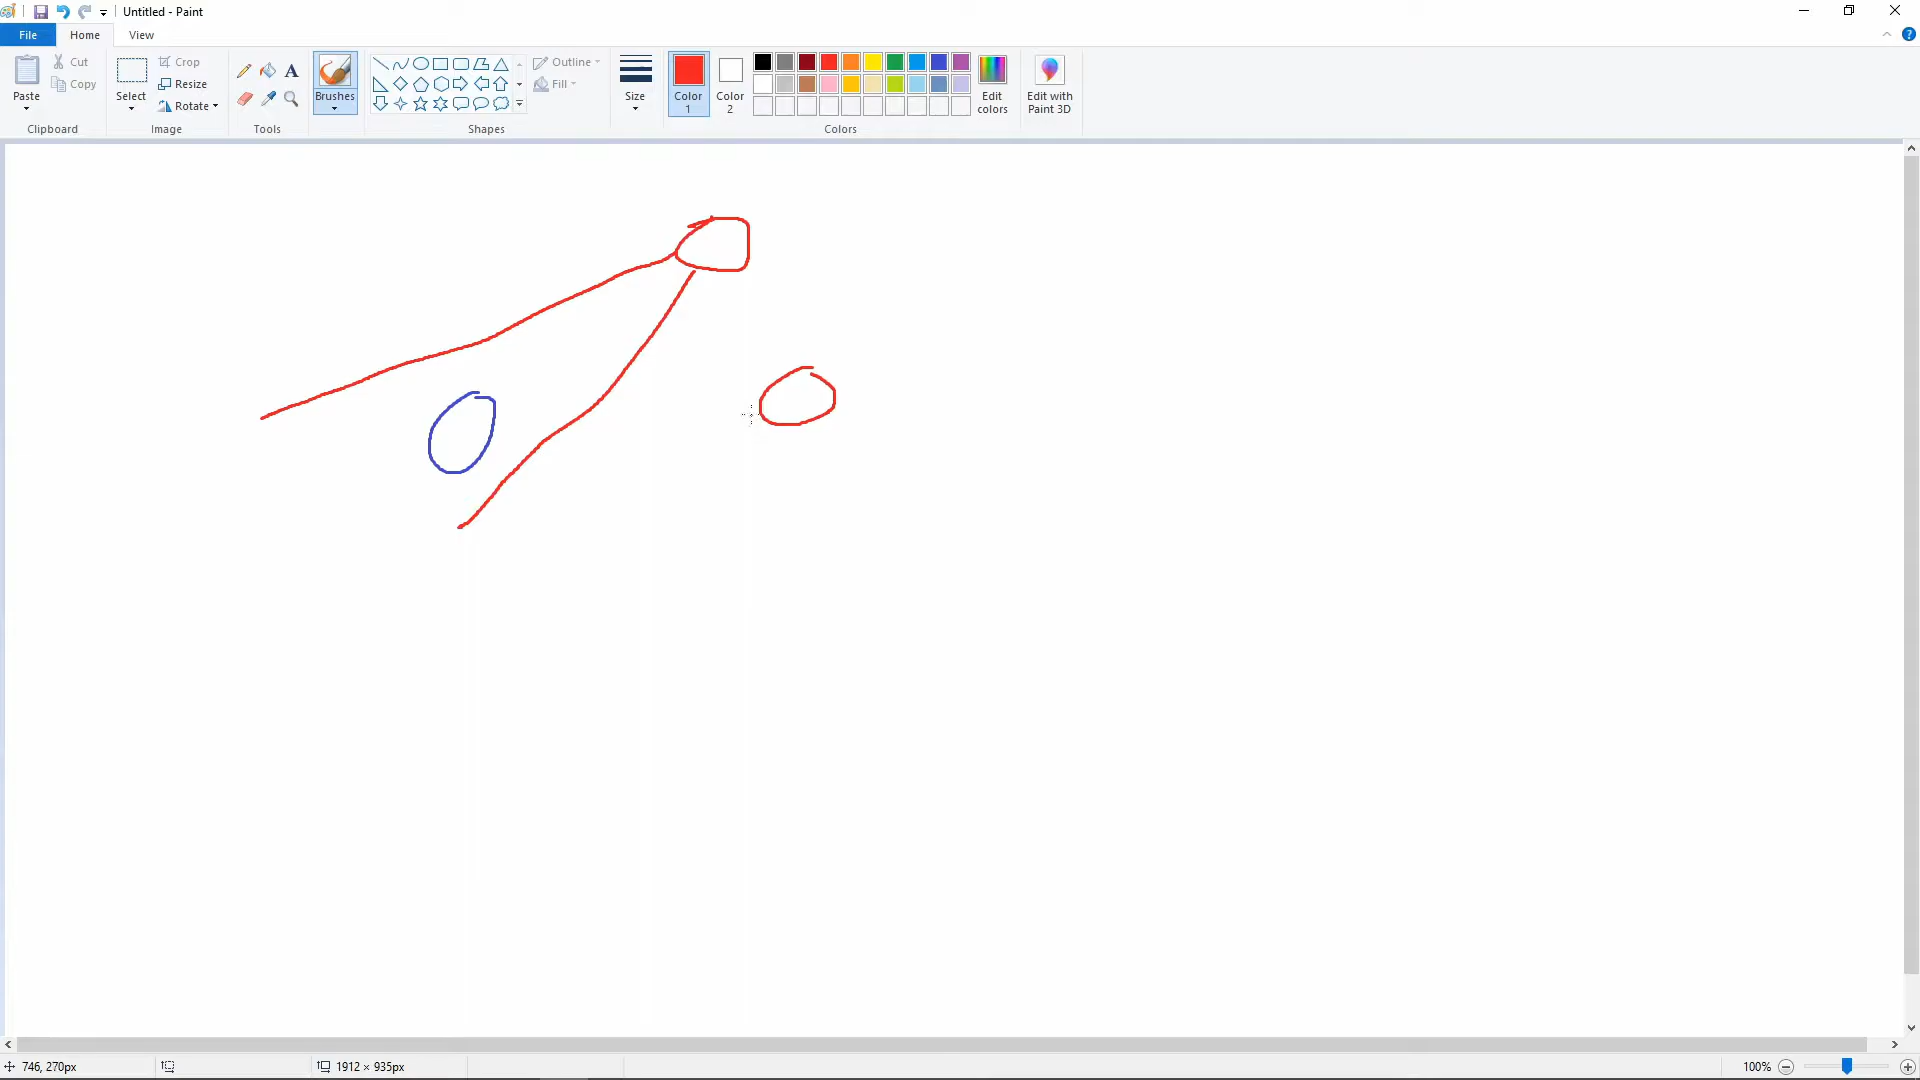 Untitled - Paint
File Home View
Paste
Cut
Copy
Clipboard
Select
Crop
Resize
Rotate
Image
A
Tools
Brushes
Shapes
Outline
Fill
Size
Color 1
Color 2
Colors
Edit colors
Edit with Paint 3D
746, 270px
1912 × 935px
100%